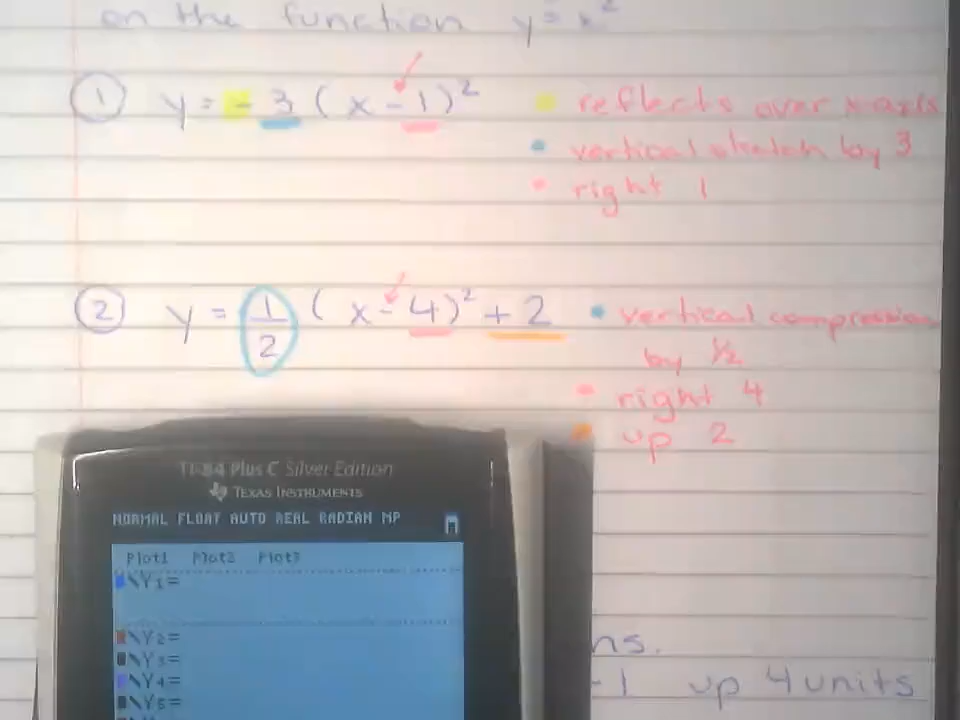 on the function y = x²
① y = - 3 ( x - 1 )²
reflects over x-axis
vertical stretch by 3
right 1
② y = 1/2 ( x - 4 )² + 2
vertical compression
by ½
right 4
up 2
TI-84 Plus C Silver Edition
TEXAS INSTRUMENTS
NORMAL FLOAT AUTO REAL RADIAN MP
Plot1 Plot2 Plot3
\Y1=
\Y2=
\Y3=
\Y4=
\Y5=
ns.
-1 up 4 units